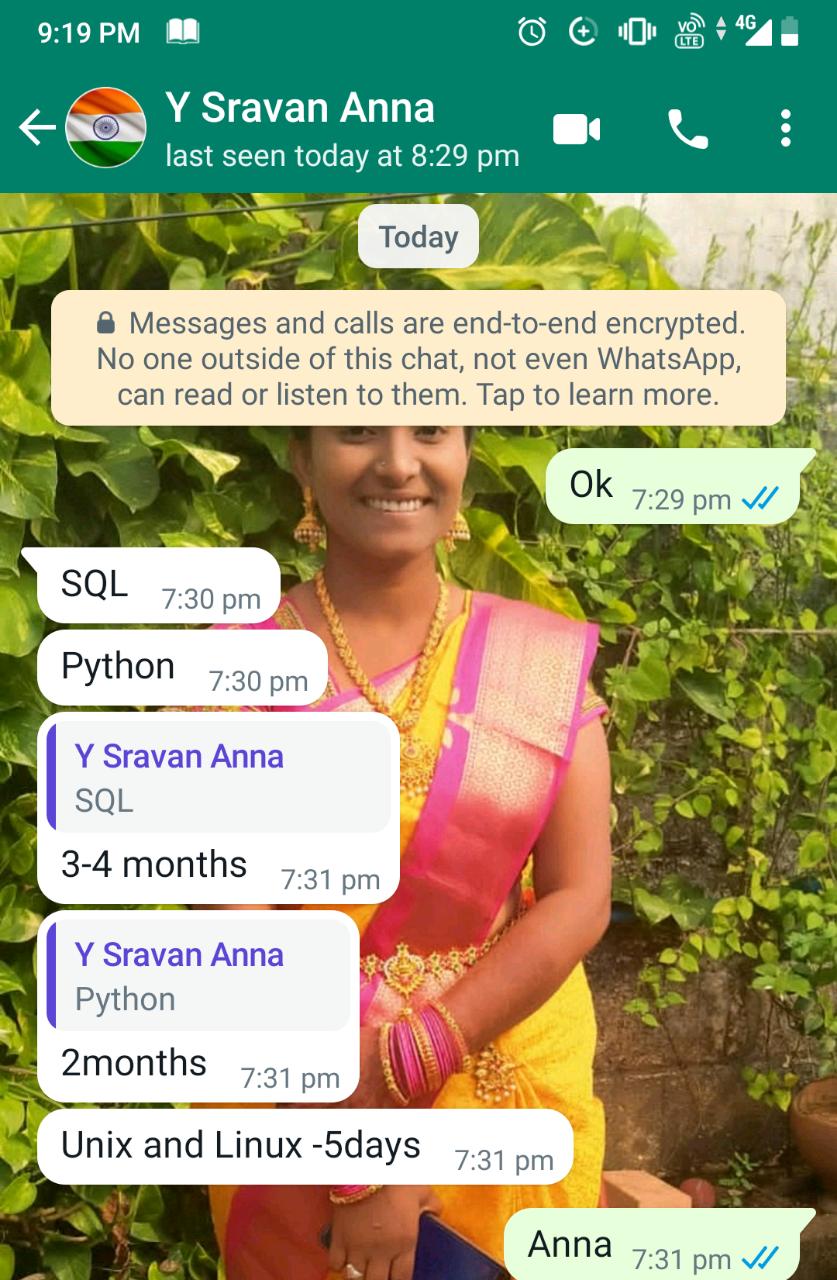 9:19 PM
VO LTE 4G
Y Sravan Anna
last seen today at 8:29 pm
Today
Messages and calls are end-to-end encrypted.
No one outside of this chat, not even WhatsApp,
can read or listen to them. Tap to learn more.
Ok 7:29 pm
SQL 7:30 pm
Python 7:30 pm
Y Sravan Anna
SQL
3-4 months 7:31 pm
Y Sravan Anna
Python
2months 7:31 pm
Unix and Linux -5days 7:31 pm
Anna 7:31 pm